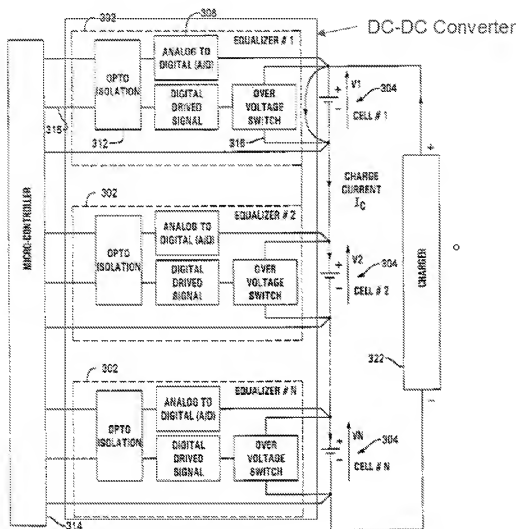 302
308
DC-DC Converter
EQUALIZER # 1
ANALOG TO
DIGITAL (A/D)
OPTO
ISOLATION
DIGITAL
DRIVED
SIGNAL
OVER
VOLTAGE
SWITCH
316
312
318
+
V1
304
−
CELL # 1
302
EQUALIZER # 2
CHARGE
CURRENT
IC
+
MICRO-CONTROLLER
ANALOG TO
DIGITAL (A/D)
OPTO
ISOLATION
DIGITAL
DRIVED
SIGNAL
OVER
VOLTAGE
SWITCH
+
V2
304
−
CELL # 2
CHARGER
322
302
EQUALIZER # N
−
ANALOG TO
DIGITAL (A/D)
OPTO
ISOLATION
DIGITAL
DRIVED
SIGNAL
OVER
VOLTAGE
SWITCH
+
VN
304
−
CELL # N
314